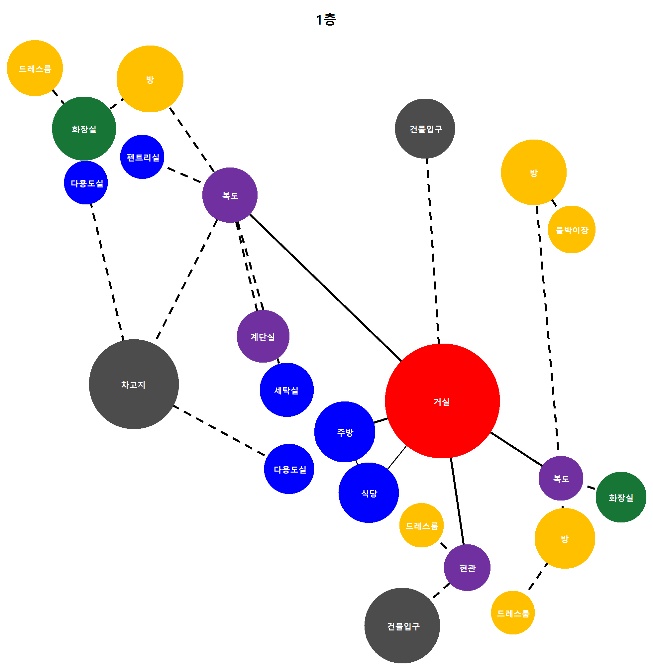 1층
드레스룸
방
화장실
건물입구
팬트리실
방
다용도실
복도
붙박이장
계단실
차고지
세탁실
거실
주방
다용도실
복도
식당
화장실
드레스룸
방
현관
드레스룸
건물입구